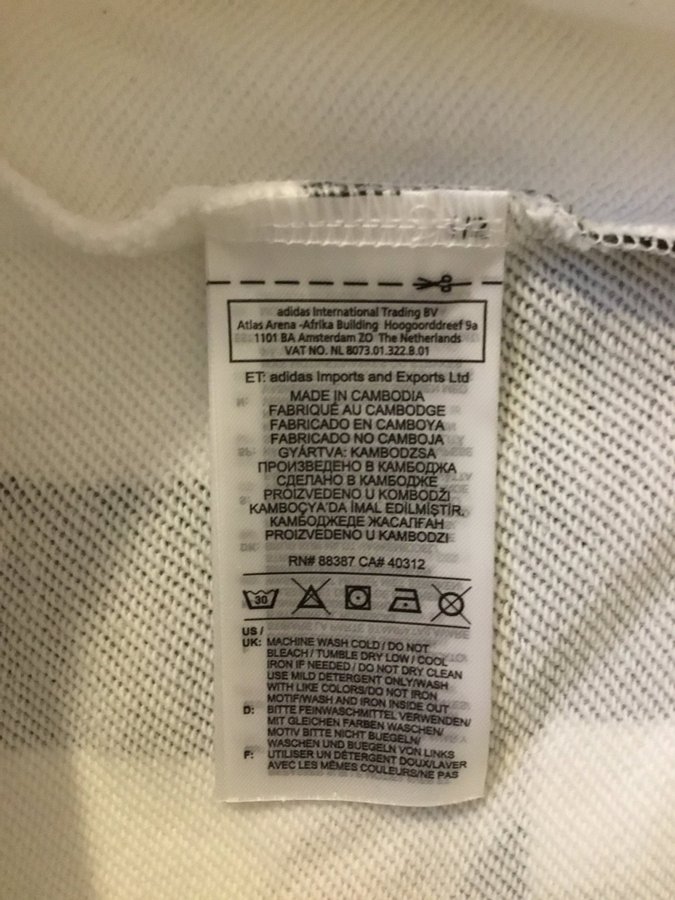 adidas International Trading BV
Atlas Arena -Afrika Building Hoogoorddreef 9a
1101 BA Amsterdam ZO The Netherlands
VAT NO. NL 8073.01.322.B.01
ET: adidas Imports and Exports Ltd
MADE IN CAMBODIA
FABRIQUÉ AU CAMBODGE
FABRICADO EN CAMBOYA
FABRICADO NO CAMBOJA
GYÁRTVA: KAMBODZSA
ПРОИЗВЕДЕНО В КАМБОДЖА
СДЕЛАНО В КАМБОДЖЕ
PROIZVEDENO U KOMBODŽI
KAMBOÇYA'DA İMAL EDİLMİŞTİR.
КАМБОДЖЕДЕ ЖАСАЛҒАН
PROIZVEDENO U KAMBODZI
RN# 88387 CA# 40312
30
US /
UK: MACHINE WASH COLD / DO NOT
BLEACH / TUMBLE DRY LOW / COOL
IRON IF NEEDED / DO NOT DRY CLEAN
USE MILD DETERGENT ONLY/WASH
WITH LIKE COLORS/DO NOT IRON
MOTIF/WASH AND IRON INSIDE OUT
D: BITTE FEINWASCHMITTEL VERWENDEN/
MIT GLEICHEN FARBEN WASCHEN/
MOTIV BITTE NICHT BUEGELN/
WASCHEN UND BUEGELN VON LINKS
F: UTILISER UN DÉTERGENT DOUX/LAVER
AVEC LES MÊMES COULEURS/NE PAS